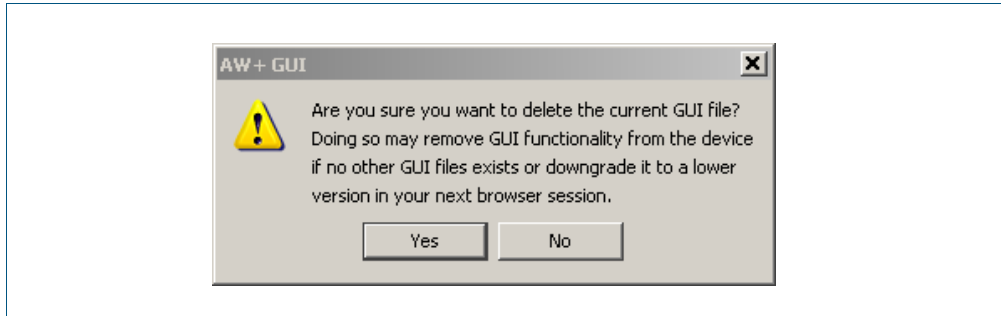 AW+ GUI
Are you sure you want to delete the current GUI file?
Doing so may remove GUI functionality from the device
if no other GUI files exists or downgrade it to a lower
version in your next browser session.
Yes No